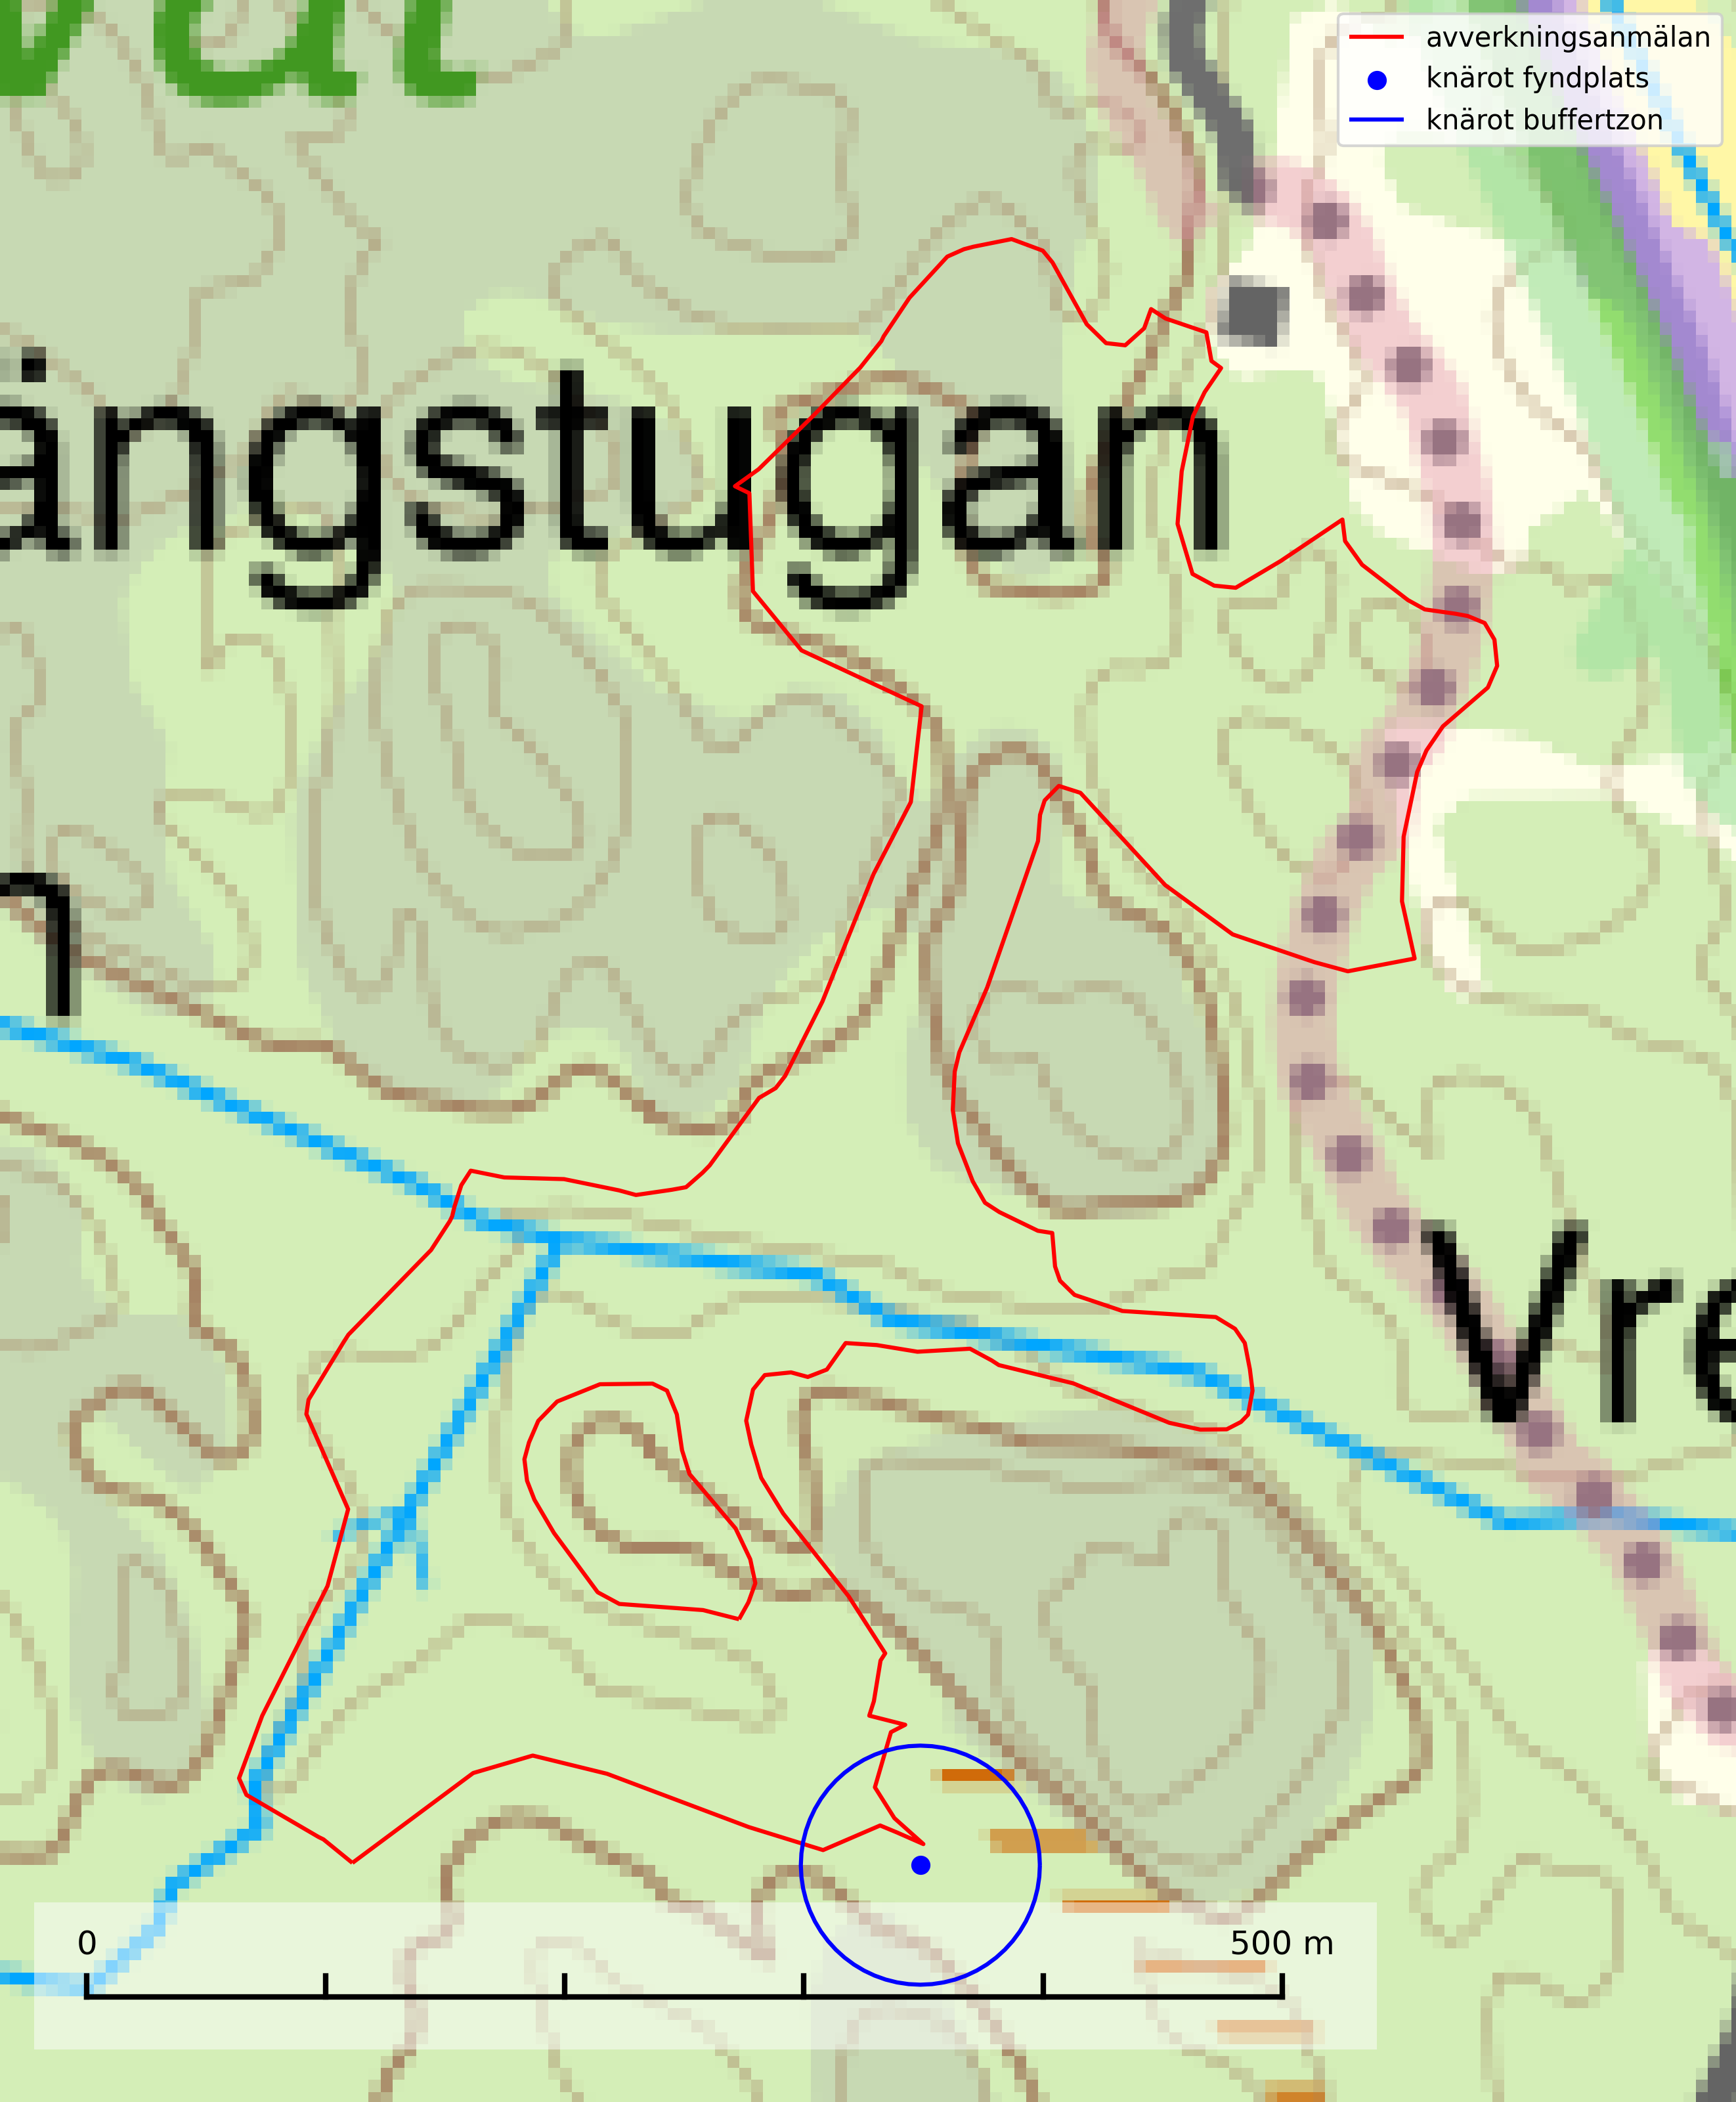 avverkningsanmälan
knärot fyndplats
knärot buffertzon
ängstugan
n
Vre
0
500 m